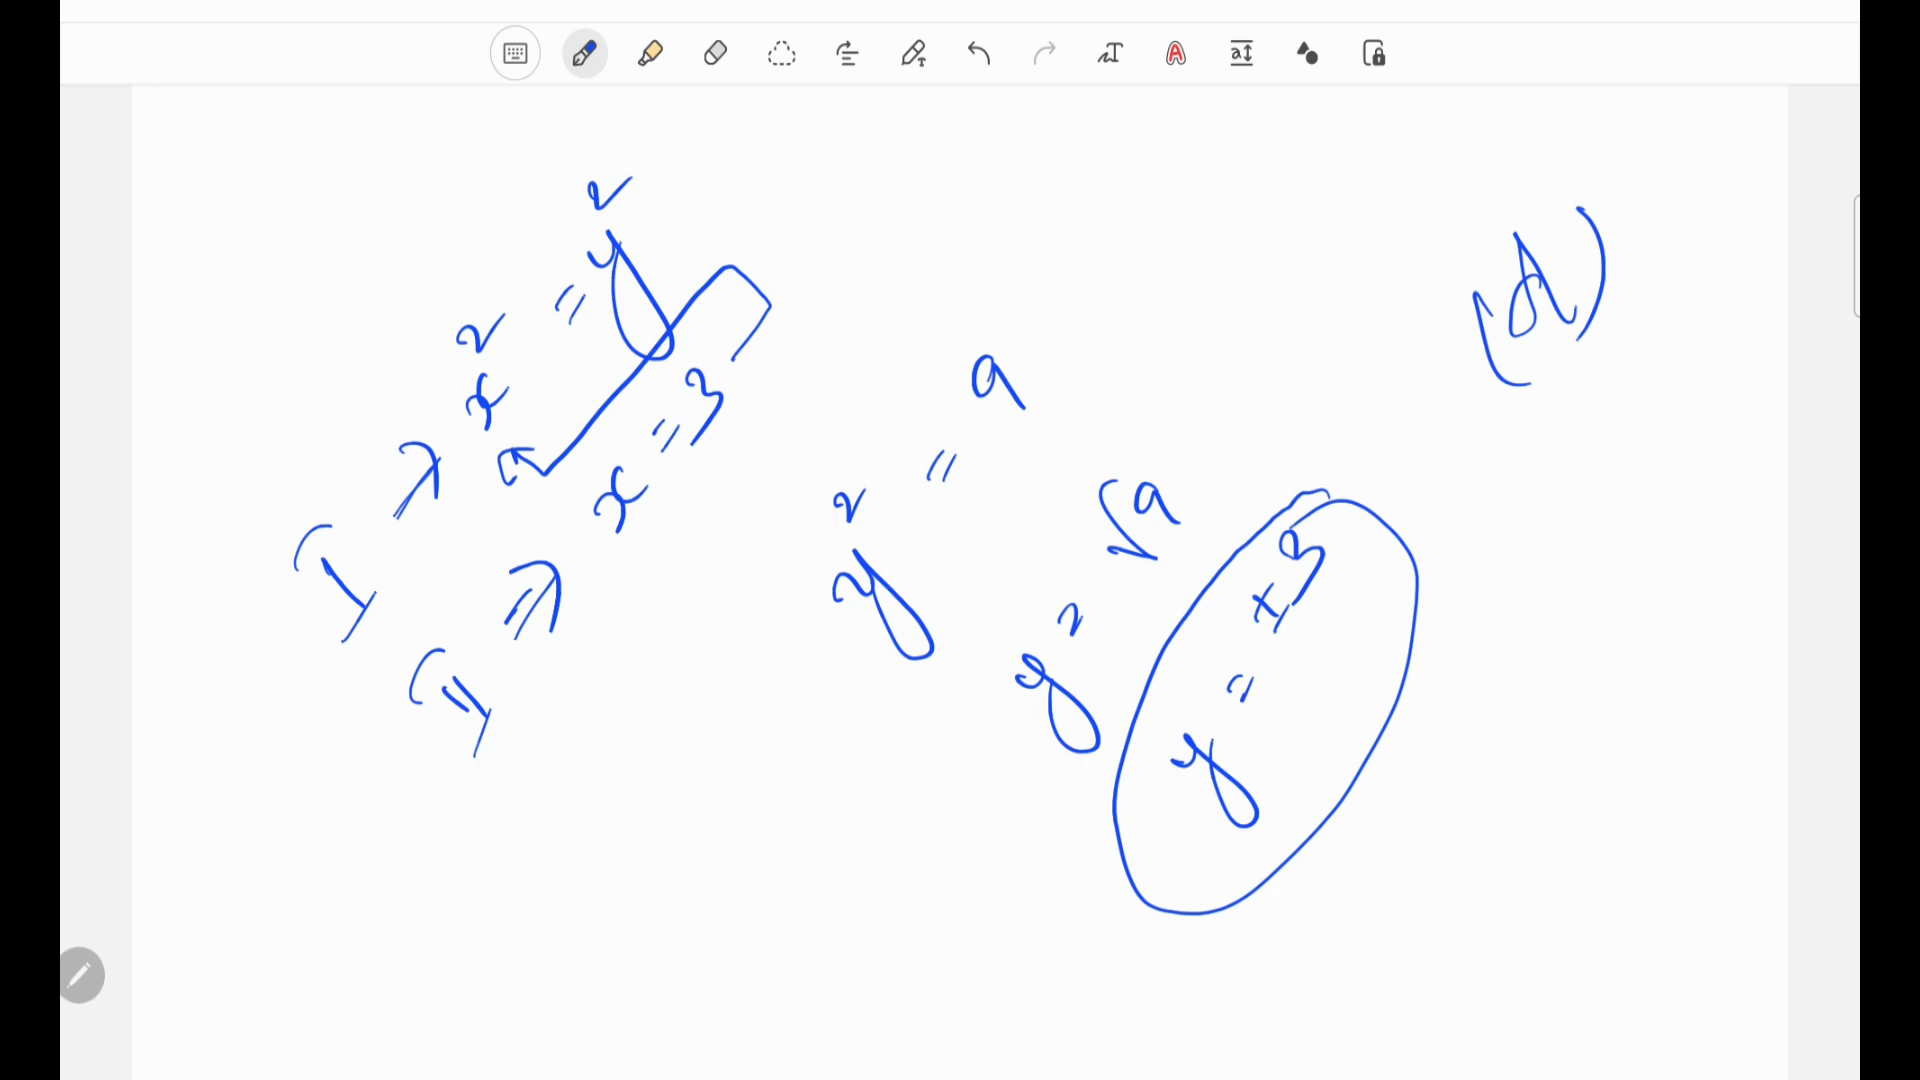 I) → x² = y²
II) ⇒ x = 3
y² = 9
y = √9
y = ±3
(d)